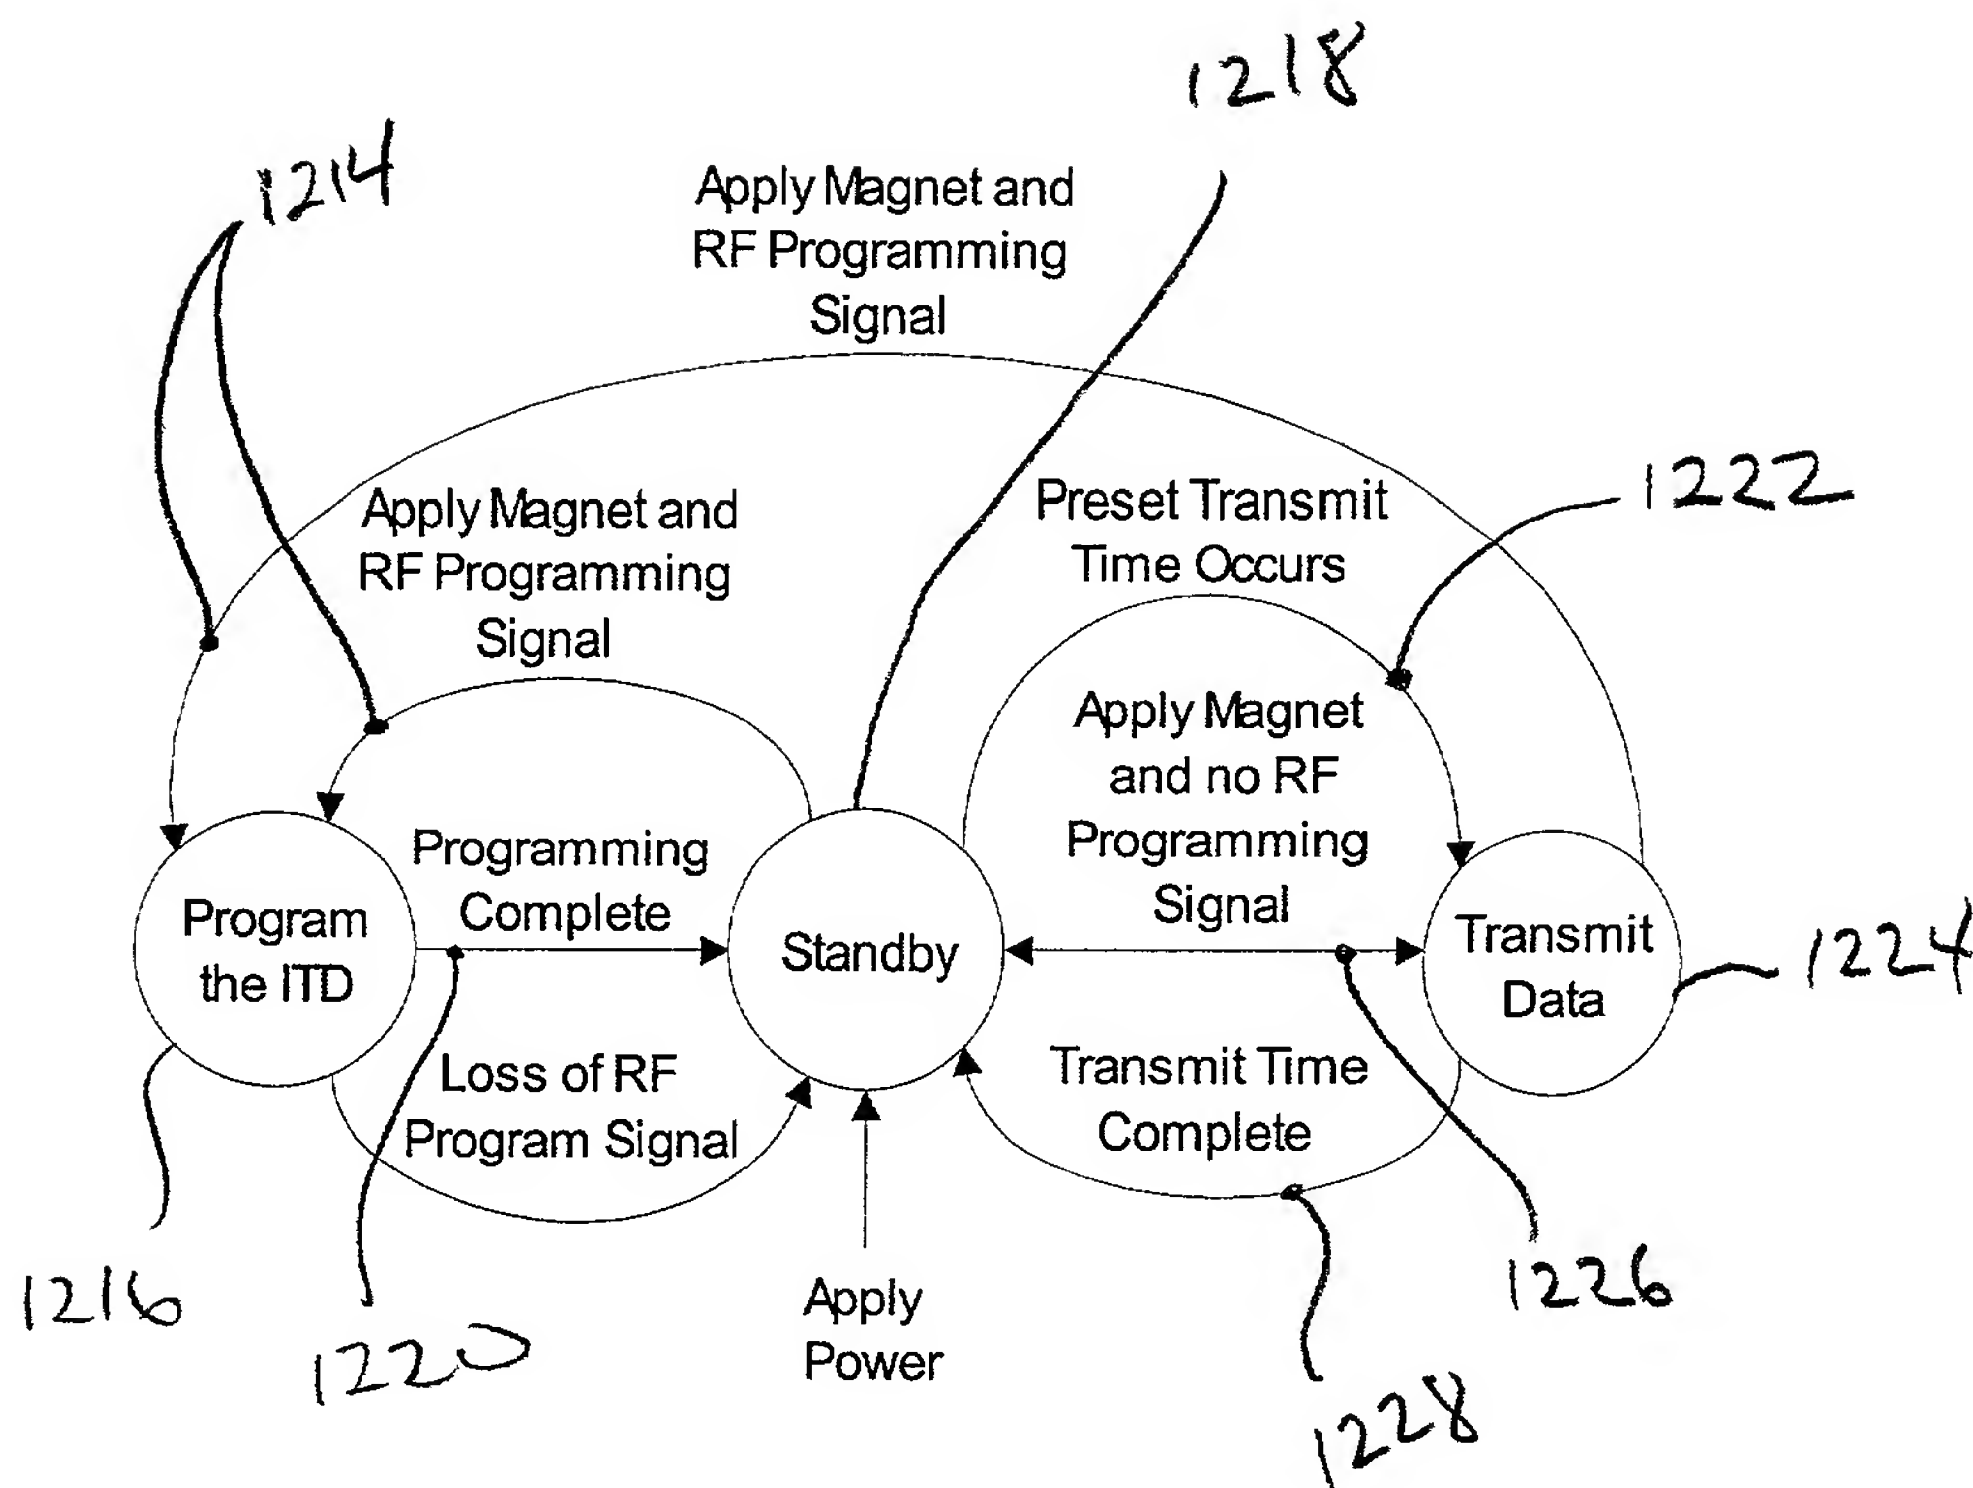 1218
1214
Apply Magnet and
RF Programming
Signal
1222
Preset Transmit
Time Occurs
Apply Magnet and
RF Programming
Signal
Apply Magnet
and no RF
Programming
Signal
Programming
Complete
Program
the ITD
Standby
Transmit
Data
1224
Loss of RF
Program Signal
Transmit Time
Complete
1216
1220
Apply
Power
1226
1228